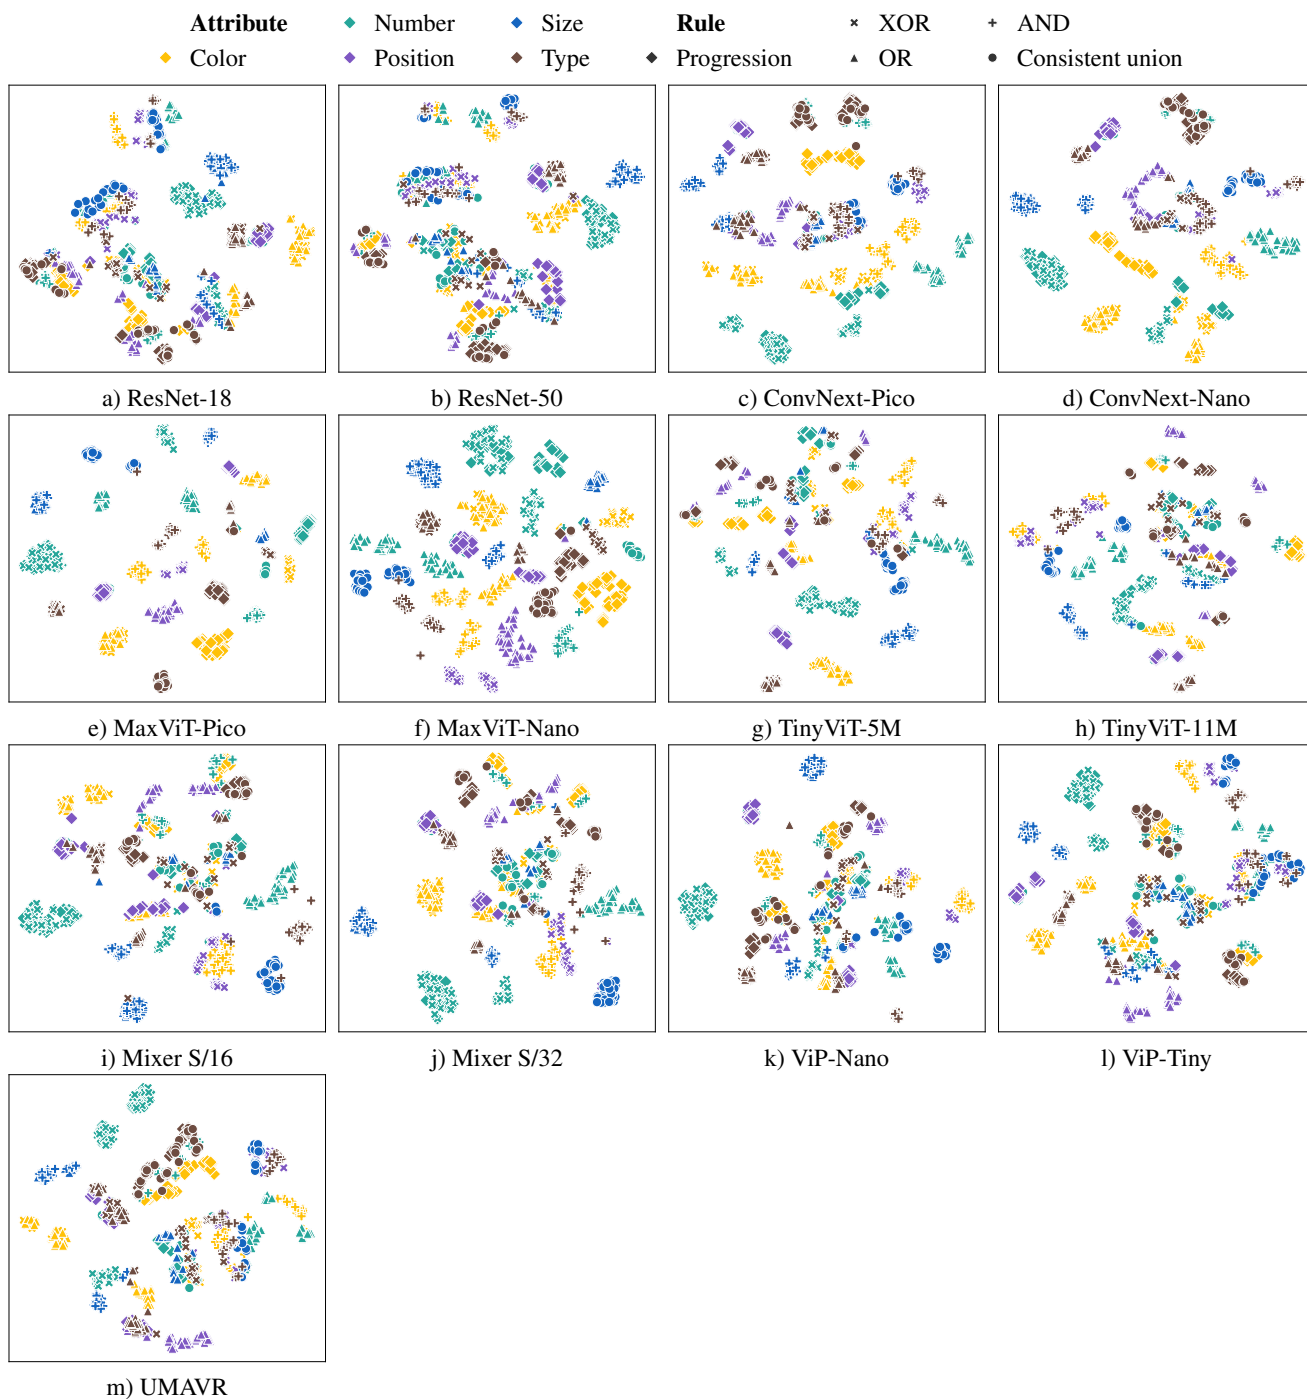 Attribute Number Size Rule XOR AND
Color Position Type Progression OR Consistent union
a) ResNet-18 b) ResNet-50 c) ConvNext-Pico d) ConvNext-Nano
e) MaxViT-Pico f) MaxViT-Nano g) TinyViT-5M h) TinyViT-11M
i) Mixer S/16 j) Mixer S/32 k) ViP-Nano l) ViP-Tiny
m) UMAVR